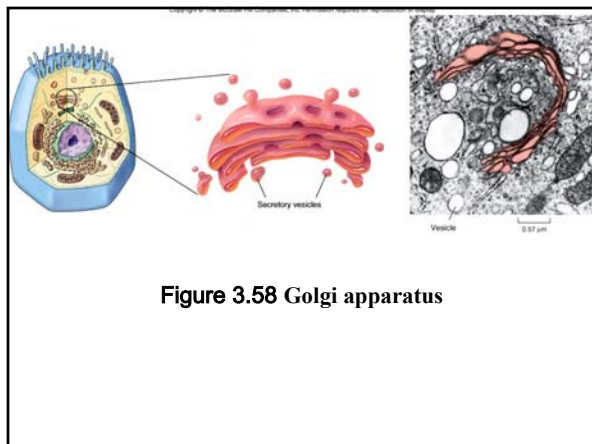 Copyright © The McGraw-Hill Companies, Inc. Permission required for reproduction or display.
Secretory vesicles
Vesicle
0.57 µm
Figure 3.58 Golgi apparatus